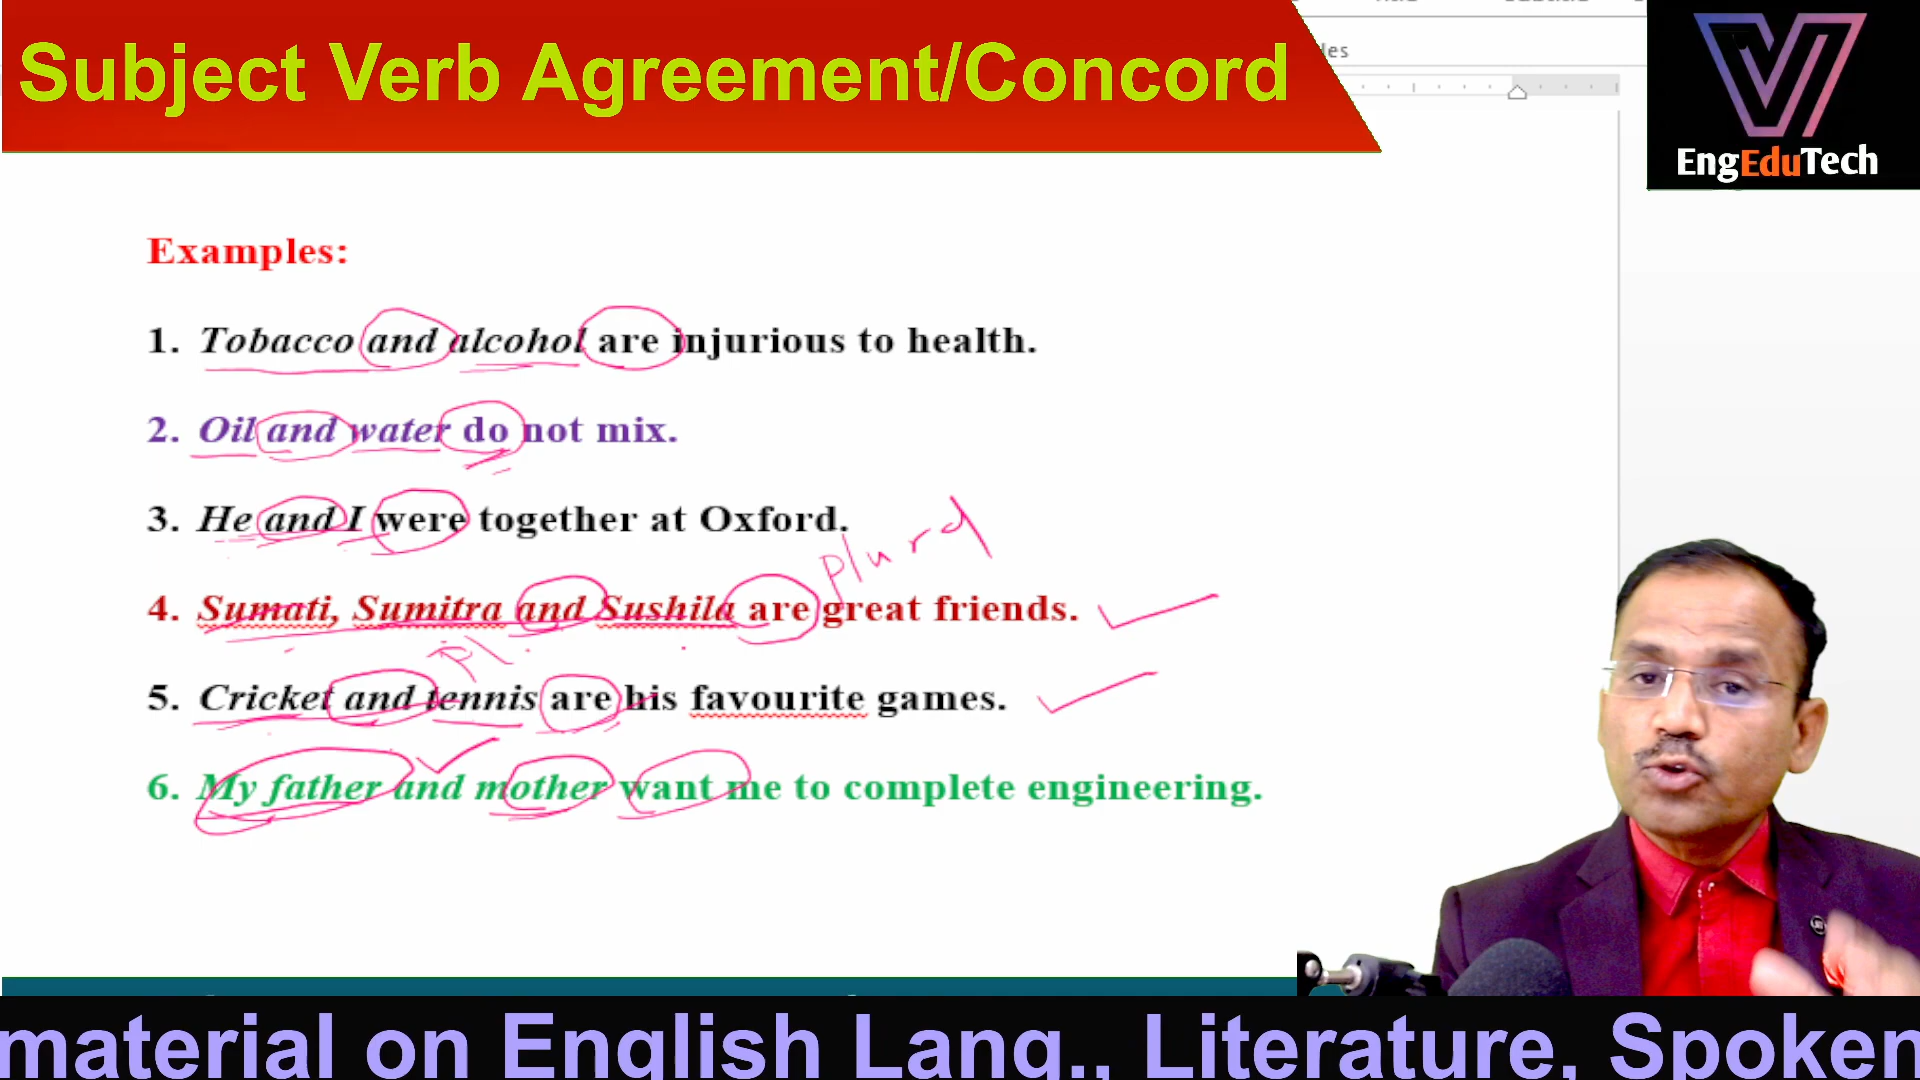 Subject Verb Agreement/Concord
EngEduTech
Examples:
1. Tobacco and alcohol are injurious to health.
2. Oil and water do not mix.
3. He and I were together at Oxford.
plural
4. Sumati, Sumitra and Sushila are great friends.
Pl.
5. Cricket and tennis are his favourite games.
6. My father and mother want me to complete engineering.
material on English Lang., Literature, Spoken